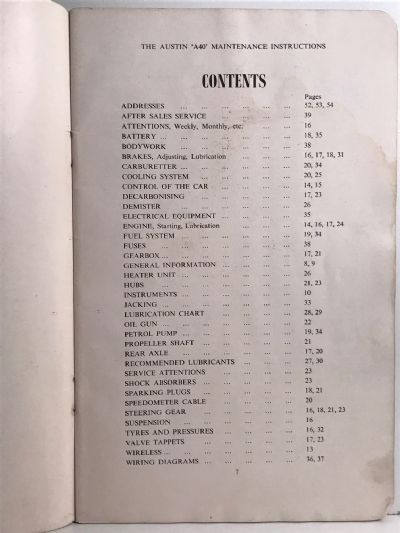 THE AUSTIN 'A40' MAINTENANCE INSTRUCTIONS
CONTENTS
Pages
ADDRESSES ... ... ... ... ... ... 52, 53, 54
AFTER SALES SERVICE ... ... ... ... 39
ATTENTIONS, Weekly, Monthly, etc. ... ... 16
BATTERY ... ... ... ... ... ... ... 18, 35
BODYWORK ... ... ... ... ... ... 38
BRAKES, Adjusting, Lubrication ... ... ... 16, 17, 18, 31
CARBURETTER ... ... ... ... ... ... 20, 34
COOLING SYSTEM ... ... ... ... ... 20, 25
CONTROL OF THE CAR ... ... ... ... 14, 15
DECARBONISING ... ... ... ... ... 17, 23
DEMISTER ... ... ... ... ... ... 26
ELECTRICAL EQUIPMENT ... ... ... ... 35
ENGINE, Starting, Lubrication ... ... ... 14, 16, 17, 24
FUEL SYSTEM ... ... ... ... ... ... 19, 34
FUSES ... ... ... ... ... ... ... 38
GEARBOX ... ... ... ... ... ... ... 17, 21
GENERAL INFORMATION ... ... ... ... 8, 9
HEATER UNIT ... ... ... ... ... ... 26
HUBS ... ... ... ... ... ... ... 21, 23
INSTRUMENTS ... ... ... ... ... ... 10
JACKING ... ... ... ... ... ... ... 33
LUBRICATION CHART ... ... ... ... 28, 29
OIL GUN ... ... ... ... ... ... ... 22
PETROL PUMP ... ... ... ... ... ... 19, 34
PROPELLER SHAFT ... ... ... ... ... 21
REAR AXLE ... ... ... ... ... ... 17, 20
RECOMMENDED LUBRICANTS ... ... ... 27, 30
SERVICE ATTENTIONS ... ... ... ... 23
SHOCK ABSORBERS ... ... ... ... ... 23
SPARKING PLUGS ... ... ... ... ... 18, 21
SPEEDOMETER CABLE ... ... ... ... 20
STEERING GEAR ... ... ... ... ... 16, 18, 21, 23
SUSPENSION ... ... ... ... ... ... 16
TYRES AND PRESSURES ... ... ... ... 16, 32
VALVE TAPPETS ... ... ... ... ... 17, 23
WIRELESS ... ... ... ... ... ... ... 13
WIRING DIAGRAMS ... ... ... ... ... 36, 37
7